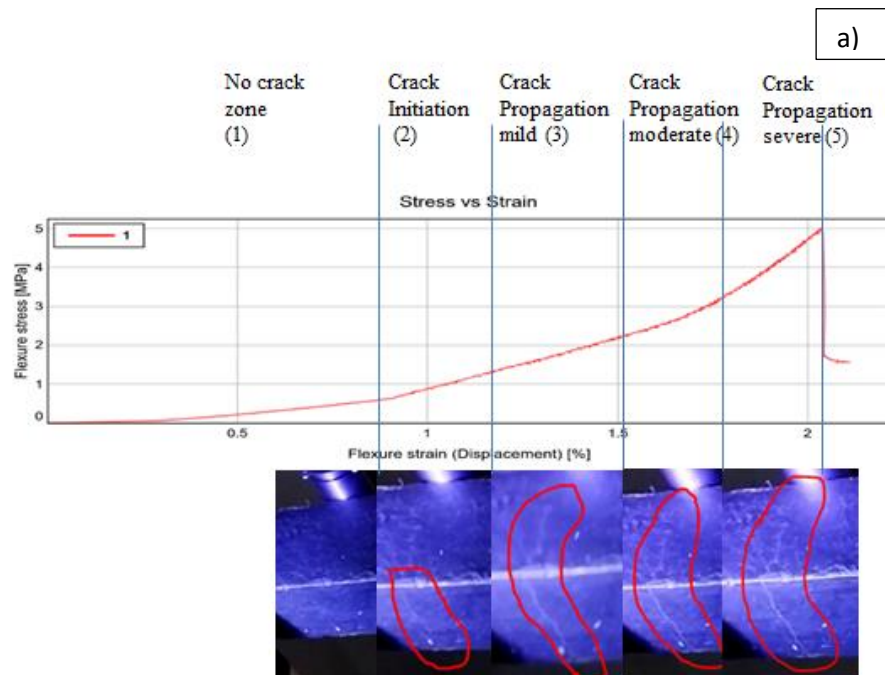 a)
No crack
zone
(1)
Crack
Initiation
(2)
Crack
Propagation
mild (3)
Crack
Propagation
moderate (4)
Crack
Propagation
severe (5)
Stress vs Strain
1
Flexure stress [MPa]
5
4
3
2
1
0
0.5
1
1.5
2
Flexure strain (Displacement) [%]